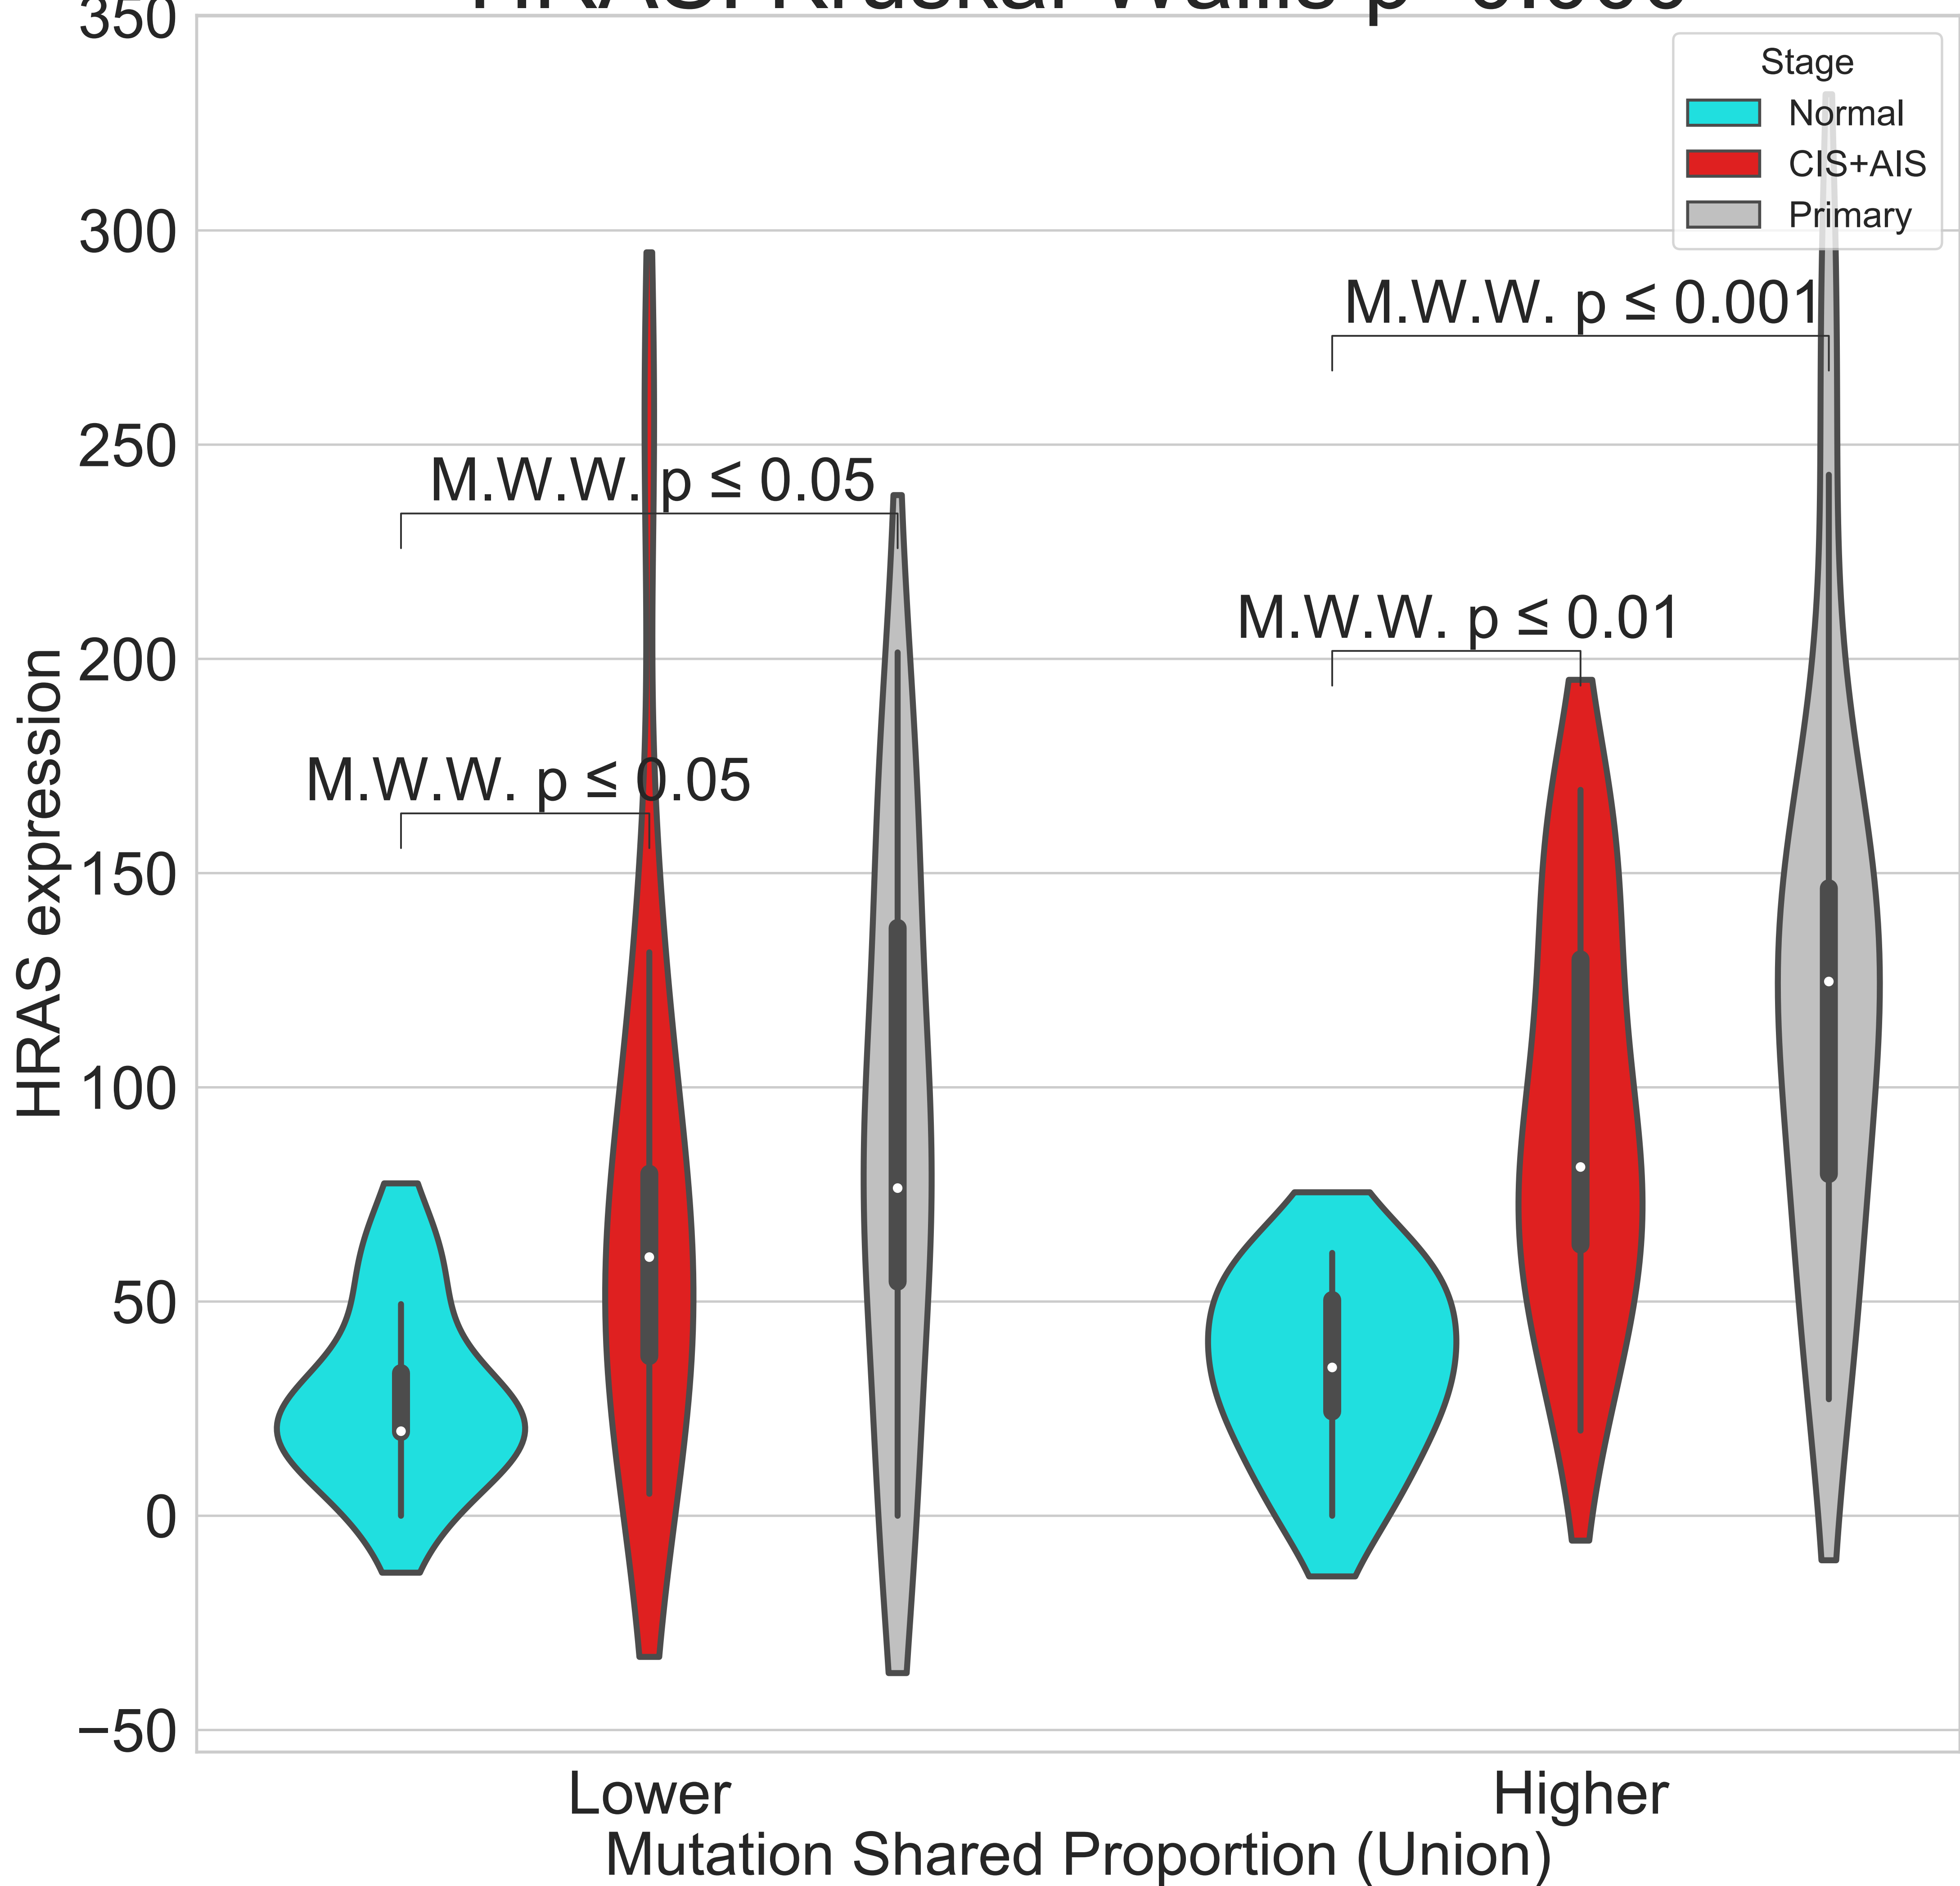 350
300
250
200
150
100
50
0
−50
HRAS expression
Stage
Normal
CIS+AIS
Primary
M.W.W. p ≤ 0.001
M.W.W. p ≤ 0.05
M.W.W. p ≤ 0.01
M.W.W. p ≤ 0.05
Lower
Higher
Mutation Shared Proportion (Union)